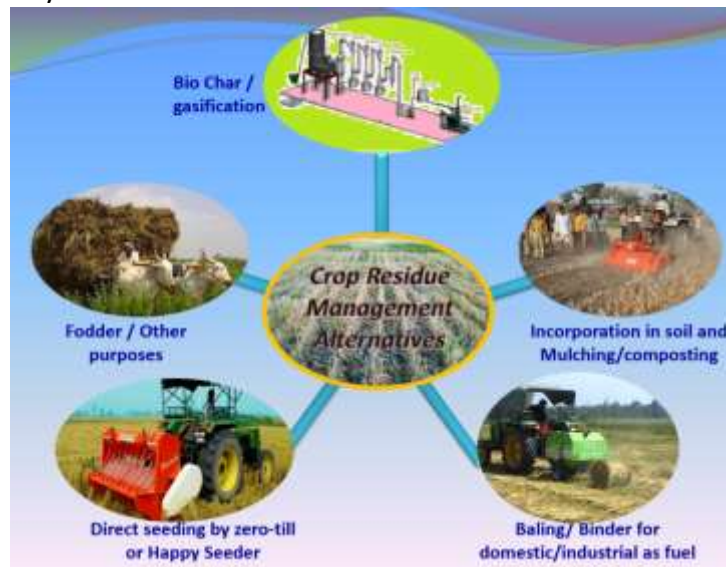 Bio Char /
gasification
Crop Residue
Management
Alternatives
Fodder / Other
purposes
Incorporation in soil and
Mulching/composting
Direct seeding by zero-till
or Happy Seeder
Baling/ Binder for
domestic/industrial as fuel